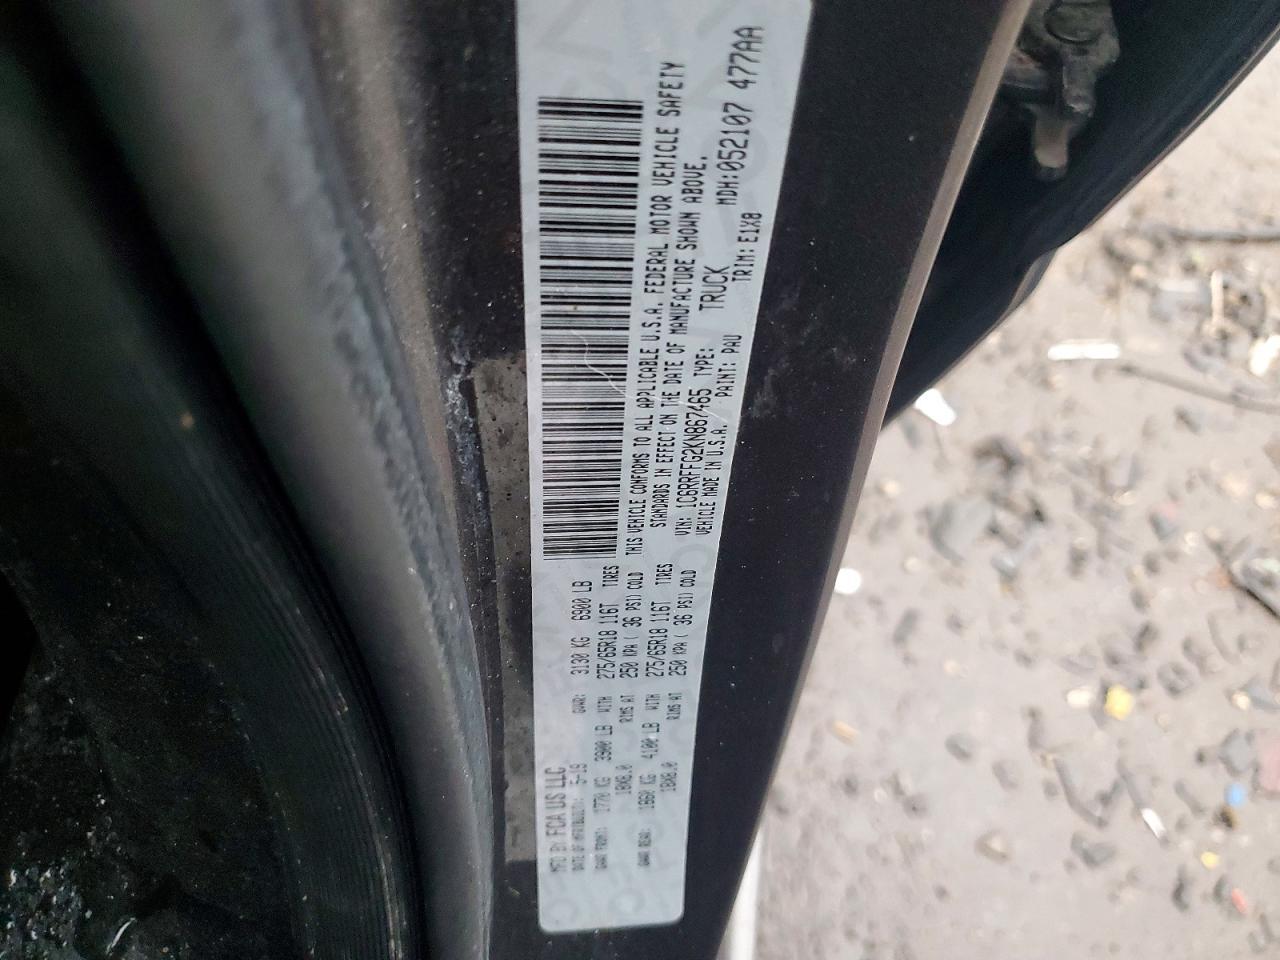 MFD BY: FCA US LLC
DATE OF MFR: 5-19 GVWR: 3130 KG 6900 LB
GAWR FRONT: 1770 KG 3900 LB WITH 275/65R18 116T TIRES
18X8.0 RIMS AT 250 KPA ( 36 PSI) COLD
GAWR REAR: 1860 KG 4100 LB WITH 275/65R18 116T TIRES
18X8.0 RIMS AT 250 KPA ( 36 PSI) COLD
THIS VEHICLE CONFORMS TO ALL APPLICABLE U.S.A. FEDERAL MOTOR VEHICLE SAFETY
STANDARDS IN EFFECT ON THE DATE OF MANUFACTURE SHOWN ABOVE.
VIN: 1C6RRFFG2KN867465 TYPE: TRUCK MDH:052107 477AA
VEHICLE MADE IN U.S.A. PAINT: PAU TRIM: E1X8